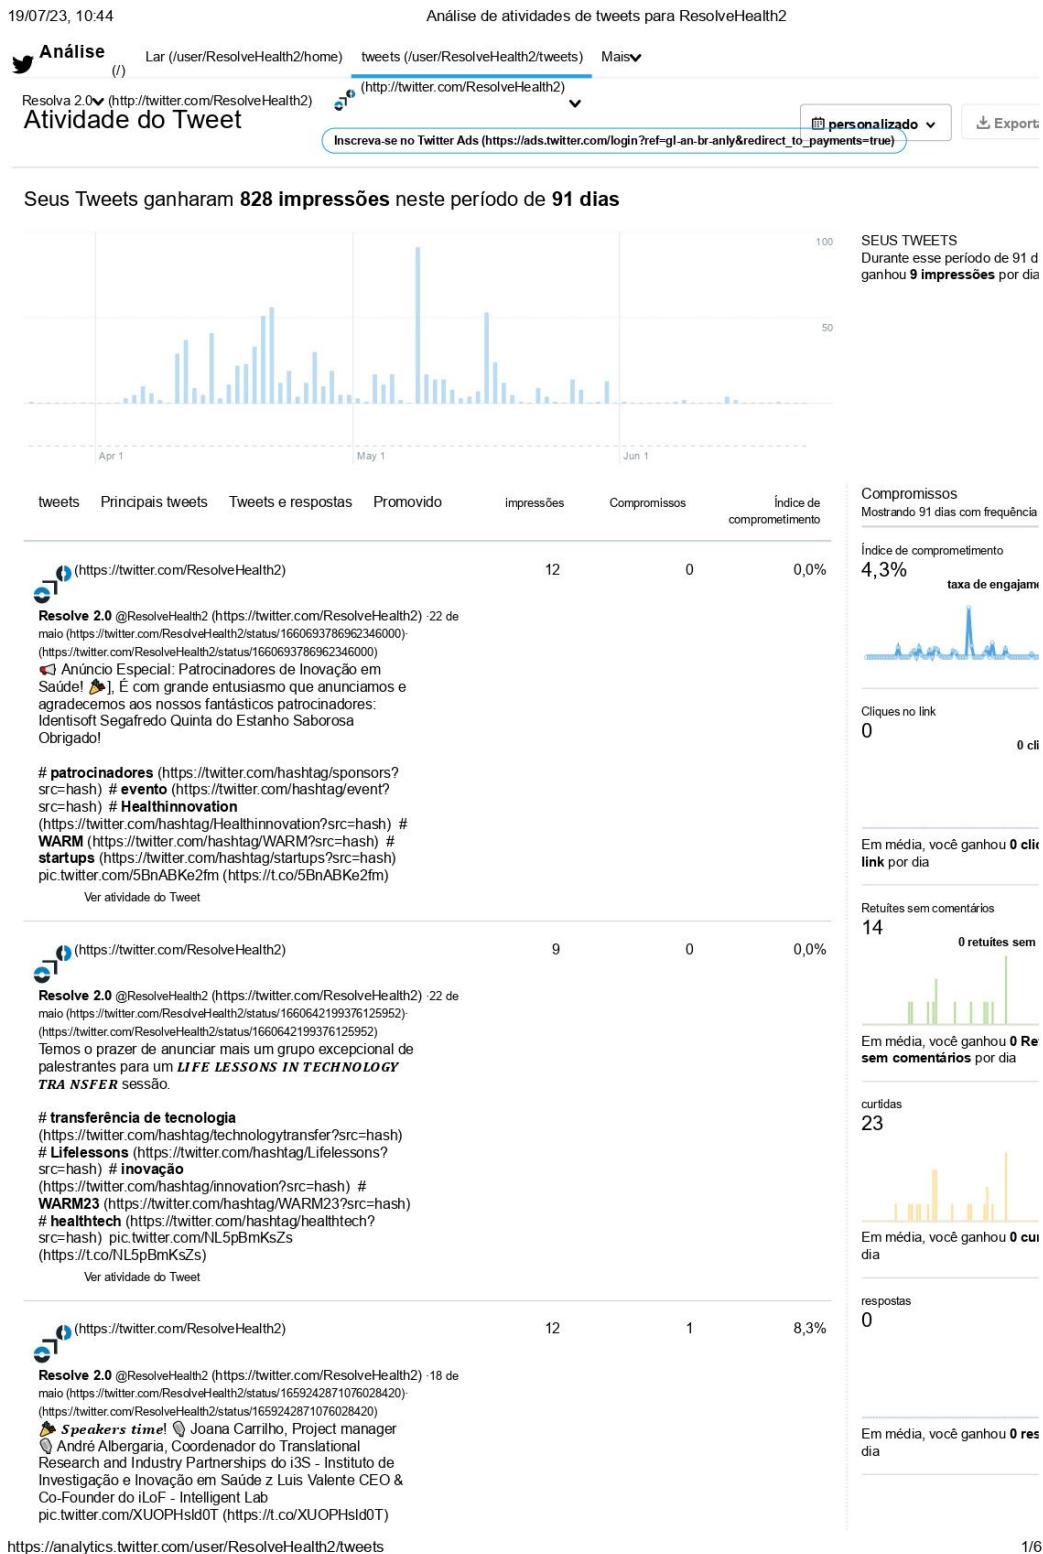 19/07/23, 10:44
Análise de atividades de tweets para ResolveHealth2
Análise
(/)
Lar (/user/ResolveHealth2/home)
tweets (/user/ResolveHealth2/tweets)
Mais
Resolva 2.0 (http://twitter.com/ResolveHealth2)
(http://twitter.com/ResolveHealth2)
Atividade do Tweet
personalizado
Inscreva-se no Twitter Ads (https://ads.twitter.com/login?ref=gl-an-br-anly&redirect_to_payments=true)
Seus Tweets ganharam 828 impressões neste período de 91 dias
100
50
Apr 1
May 1
Jun 1
SEUS TWEETS
Durante esse período de 91 d
ganhou 9 impressões por dia
tweets Principais tweets Tweets e respostas Promovido
impressões
Compromissos
Índice de
comprometimento
(https://twitter.com/ResolveHealth2)
12
0
0,0%
Resolve 2.0 @ResolveHealth2 (https://twitter.com/ResolveHealth2) ·22 de
maio (https://twitter.com/ResolveHealth2/status/1660693786962346000)·
(https://twitter.com/ResolveHealth2/status/1660693786962346000)
📢 Anúncio Especial: Patrocinadores de Inovação em
Saúde! 🎉], É com grande entusiasmo que anunciamos e
agradecemos aos nossos fantásticos patrocinadores:
Identisoft Segafredo Quinta do Estanho Saborosa
Obrigado!
# patrocinadores (https://twitter.com/hashtag/sponsors?
src=hash) # evento (https://twitter.com/hashtag/event?
src=hash) # Healthinnovation
(https://twitter.com/hashtag/Healthinnovation?src=hash) #
WARM (https://twitter.com/hashtag/WARM?src=hash) #
startups (https://twitter.com/hashtag/startups?src=hash)
pic.twitter.com/5BnABKe2fm (https://t.co/5BnABKe2fm)
Ver atividade do Tweet
(https://twitter.com/ResolveHealth2)
9
0
0,0%
Resolve 2.0 @ResolveHealth2 (https://twitter.com/ResolveHealth2) ·22 de
maio (https://twitter.com/ResolveHealth2/status/1660642199376125952)·
(https://twitter.com/ResolveHealth2/status/1660642199376125952)
Temos o prazer de anunciar mais um grupo excepcional de
palestrantes para um LIFE LESSONS IN TECHNOLOGY
TRA NSFER sessão.
# transferência de tecnologia
(https://twitter.com/hashtag/technologytransfer?src=hash)
# Lifelessons (https://twitter.com/hashtag/Lifelessons?
src=hash) # inovação
(https://twitter.com/hashtag/innovation?src=hash) #
WARM23 (https://twitter.com/hashtag/WARM23?src=hash)
# healthtech (https://twitter.com/hashtag/healthtech?
src=hash) pic.twitter.com/NL5pBmKsZs
(https://t.co/NL5pBmKsZs)
Ver atividade do Tweet
(https://twitter.com/ResolveHealth2)
12
1
8,3%
Resolve 2.0 @ResolveHealth2 (https://twitter.com/ResolveHealth2) ·18 de
maio (https://twitter.com/ResolveHealth2/status/1659242871076028420)·
(https://twitter.com/ResolveHealth2/status/1659242871076028420)
🎉 Speakers time! 🎙 Joana Carrilho, Project manager
🎙 André Albergaria, Coordenador do Translational
Research and Industry Partnerships do i3S - Instituto de
Investigação e Inovação em Saúde z Luis Valente CEO &
Co-Founder do iLoF - Intelligent Lab
pic.twitter.com/XUOPHsld0T (https://t.co/XUOPHsld0T)
Compromissos
Mostrando 91 dias com frequência
Índice de comprometimento
4,3%
taxa de
Cliques no link
0
0
Em média, você ganhou 0
link por dia
Retuítes sem comentários
14
0 retuítes sem
Em média, você ganhou 0
sem comentários por dia
curtidas
23
Em média, você ganhou 0
dia
respostas
0
Em média, você ganhou 0
dia
https://analytics.twitter.com/user/ResolveHealth2/tweets
1/6